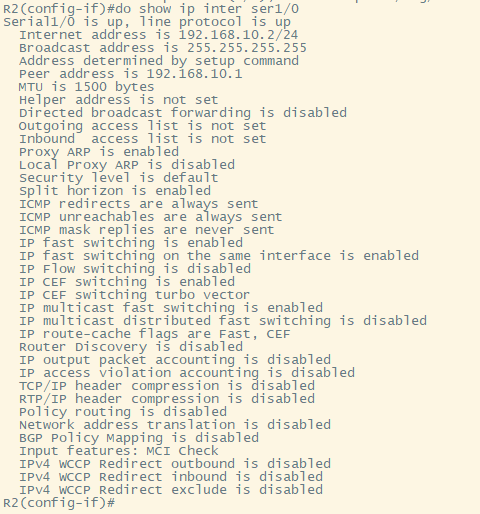 R2(config-if)#do show ip inter ser1/0
Serial1/0 is up, line protocol is up
Internet address is 192.168.10.2/24
Broadcast address is 255.255.255.255
Address determined by setup command
Peer address is 192.168.10.1
MTU is 1500 bytes
Helper address is not set
Directed broadcast forwarding is disabled
Outgoing access list is not set
Inbound  access list is not set
Proxy ARP is enabled
Local Proxy ARP is disabled
Security level is default
Split horizon is enabled
ICMP redirects are always sent
ICMP unreachables are always sent
ICMP mask replies are never sent
IP fast switching is enabled
IP fast switching on the same interface is enabled
IP Flow switching is disabled
IP CEF switching is enabled
IP CEF switching turbo vector
IP multicast fast switching is enabled
IP multicast distributed fast switching is disabled
IP route-cache flags are Fast, CEF
Router Discovery is disabled
IP output packet accounting is disabled
IP access violation accounting is disabled
TCP/IP header compression is disabled
RTP/IP header compression is disabled
Policy routing is disabled
Network address translation is disabled
BGP Policy Mapping is disabled
Input features: MCI Check
IPv4 WCCP Redirect outbound is disabled
IPv4 WCCP Redirect inbound is disabled
IPv4 WCCP Redirect exclude is disabled
R2(config-if)#